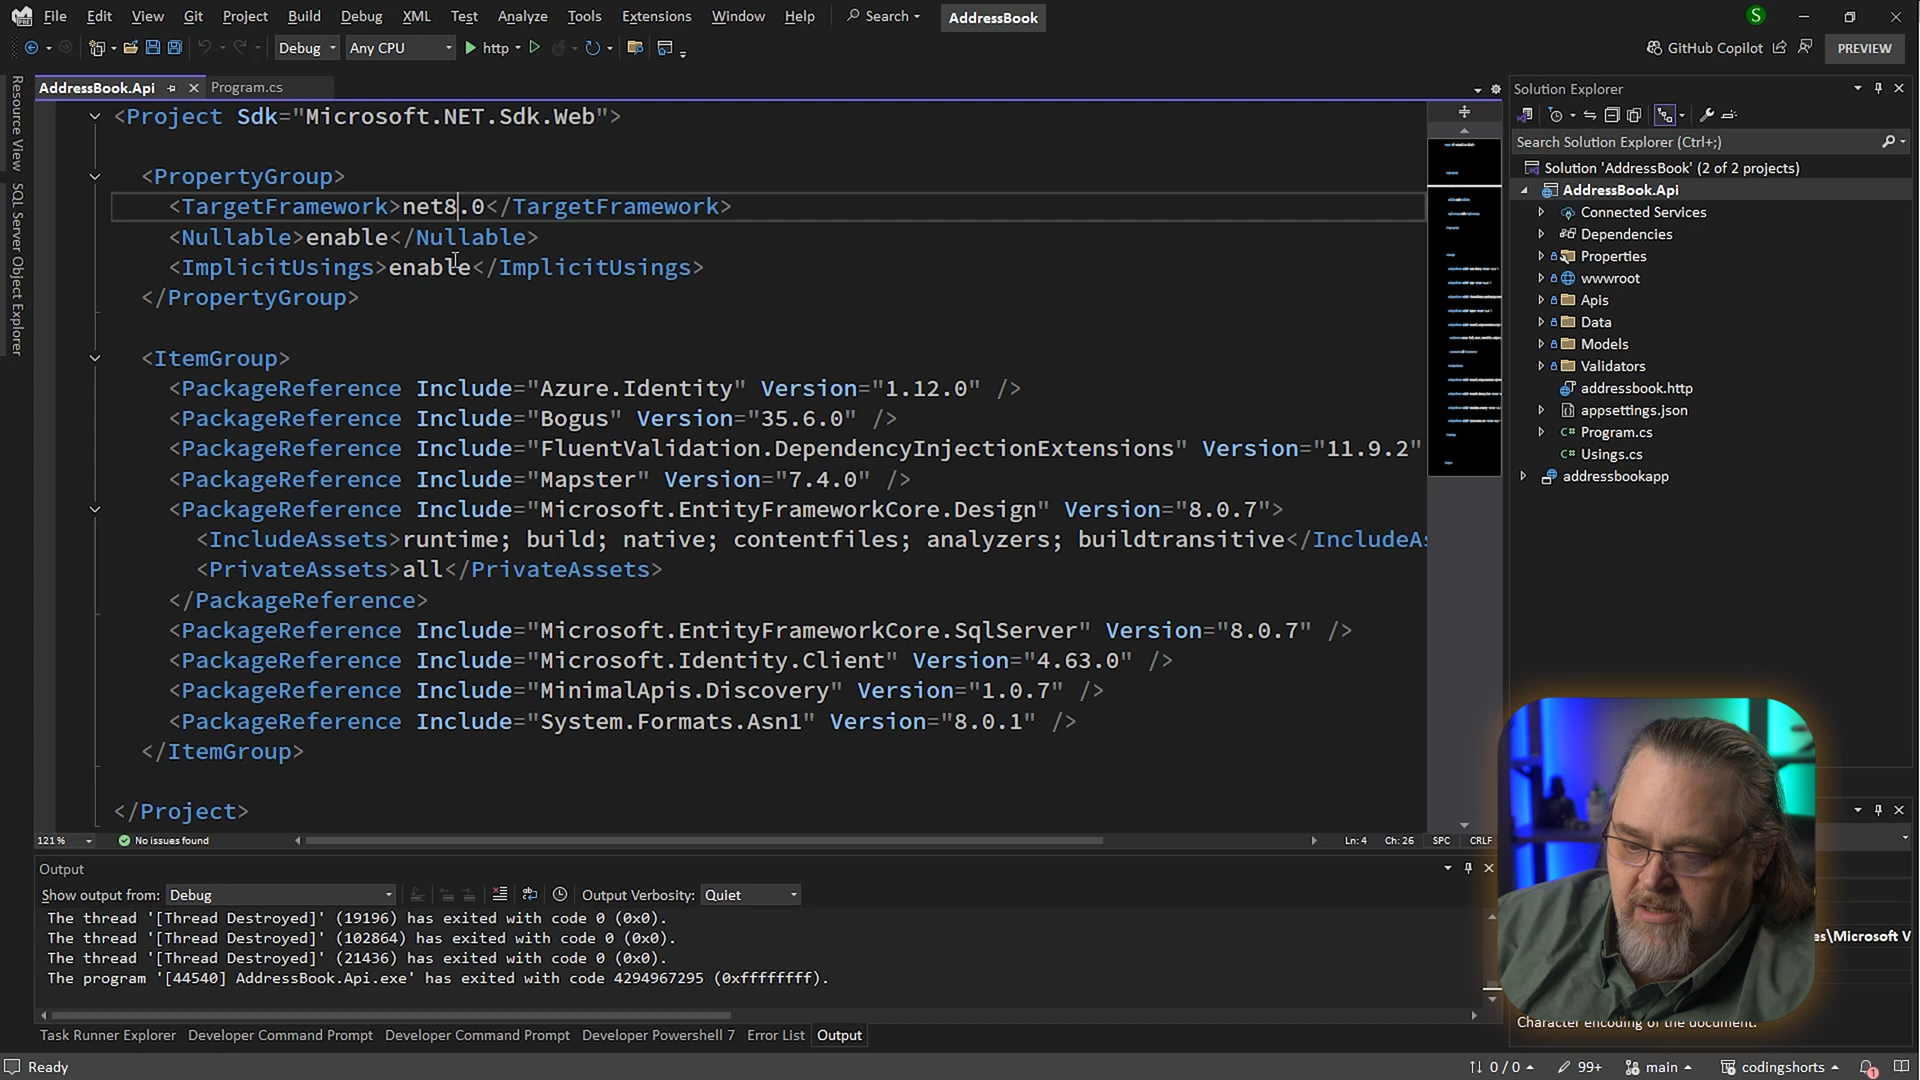 File Edit View Git Project Build Debug XML Test Analyze Tools Extensions Window Help Search AddressBook S
Debug Any CPU http GitHub Copilot PREVIEW
AddressBook.Api Program.cs
Resource View
SQL Server Object Explorer
<Project Sdk="Microsoft.NET.Sdk.Web">
<PropertyGroup>
<TargetFramework>net8.0</TargetFramework>
<Nullable>enable</Nullable>
<ImplicitUsings>enable</ImplicitUsings>
</PropertyGroup>
<ItemGroup>
<PackageReference Include="Azure.Identity" Version="1.12.0" />
<PackageReference Include="Bogus" Version="35.6.0" />
<PackageReference Include="FluentValidation.DependencyInjectionExtensions" Version="11.9.2"
<PackageReference Include="Mapster" Version="7.4.0" />
<PackageReference Include="Microsoft.EntityFrameworkCore.Design" Version="8.0.7">
<IncludeAssets>runtime; build; native; contentfiles; analyzers; buildtransitive</IncludeAs
<PrivateAssets>all</PrivateAssets>
</PackageReference>
<PackageReference Include="Microsoft.EntityFrameworkCore.SqlServer" Version="8.0.7" />
<PackageReference Include="Microsoft.Identity.Client" Version="4.63.0" />
<PackageReference Include="MinimalApis.Discovery" Version="1.0.7" />
<PackageReference Include="System.Formats.Asn1" Version="8.0.1" />
</ItemGroup>
</Project>
121 % No issues found Ln: 4 Ch: 26 SPC CRLF
Output
Show output from: Debug Output Verbosity: Quiet
The thread '[Thread Destroyed]' (19196) has exited with code 0 (0x0).
The thread '[Thread Destroyed]' (102864) has exited with code 0 (0x0).
The thread '[Thread Destroyed]' (21436) has exited with code 0 (0x0).
The program '[44540] AddressBook.Api.exe' has exited with code 4294967295 (0xffffffff).
Task Runner Explorer Developer Command Prompt Developer Command Prompt Developer Powershell 7 Error List Output
Solution Explorer
Search Solution Explorer (Ctrl+;)
Solution 'AddressBook' (2 of 2 projects)
AddressBook.Api
Connected Services
Dependencies
Properties
wwwroot
Apis
Data
Models
Validators
addressbook.http
appsettings.json
C# Program.cs
C# Usings.cs
addressbookapp
es\Microsoft V
Character encoding of the document.
Ready 0 / 0 99+ main codingshorts 1